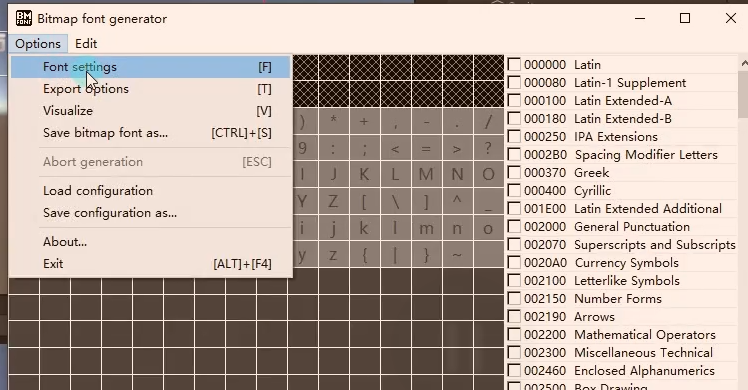 BM
FONT
Bitmap font generator
Options Edit
Font settings [F]
Export options [T]
Visualize [V]
Save bitmap font as... [CTRL]+[S]
Abort generation [ESC]
Load configuration
Save configuration as...
About...
Exit [ALT]+[F4]
) * + , - . /
9 : ; < = > ?
I J K L M N O
Y Z [ \ ] ^ _
i j k l m n o
y z { | } ~
000000 Latin
000080 Latin-1 Supplement
000100 Latin Extended-A
000180 Latin Extended-B
000250 IPA Extensions
0002B0 Spacing Modifier Letters
000370 Greek
000400 Cyrillic
001E00 Latin Extended Additional
002000 General Punctuation
002070 Superscripts and Subscripts
0020A0 Currency Symbols
002100 Letterlike Symbols
002150 Number Forms
002190 Arrows
002200 Mathematical Operators
002300 Miscellaneous Technical
002460 Enclosed Alphanumerics
002500 Box Drawing